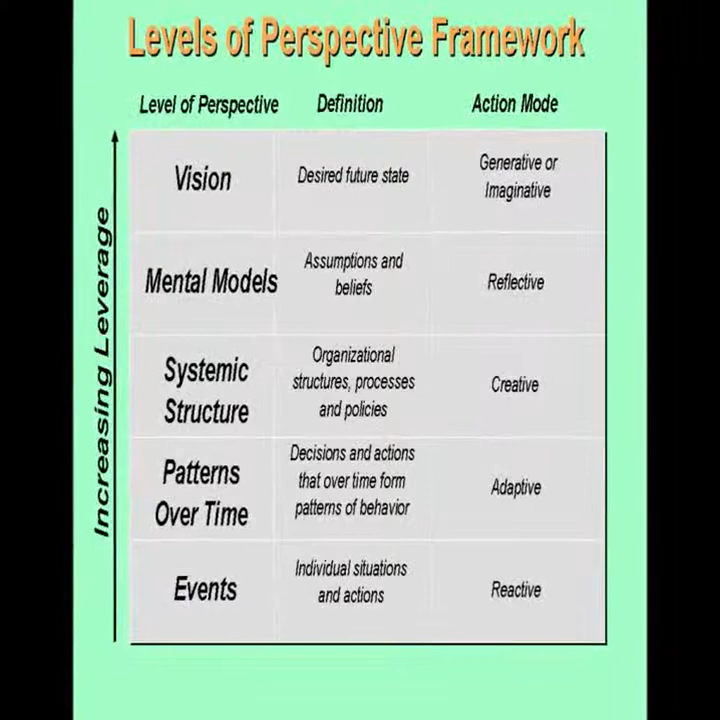 Levels of Perspective Framework
Level of Perspective Definition Action Mode
Increasing Leverage
Vision
Desired future state
Generative or
Imaginative
Mental Models
Assumptions and
beliefs
Reflective
Systemic
Structure
Organizational
structures, processes
and policies
Creative
Patterns
Over Time
Decisions and actions
that over time form
patterns of behavior
Adaptive
Events
Individual situations
and actions
Reactive